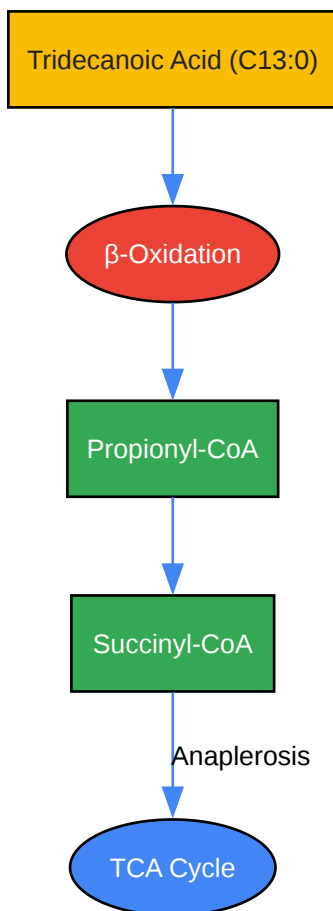 Tridecanoic Acid (C13:0)
β-Oxidation
Propionyl-CoA
Succinyl-CoA
Anaplerosis
TCA Cycle